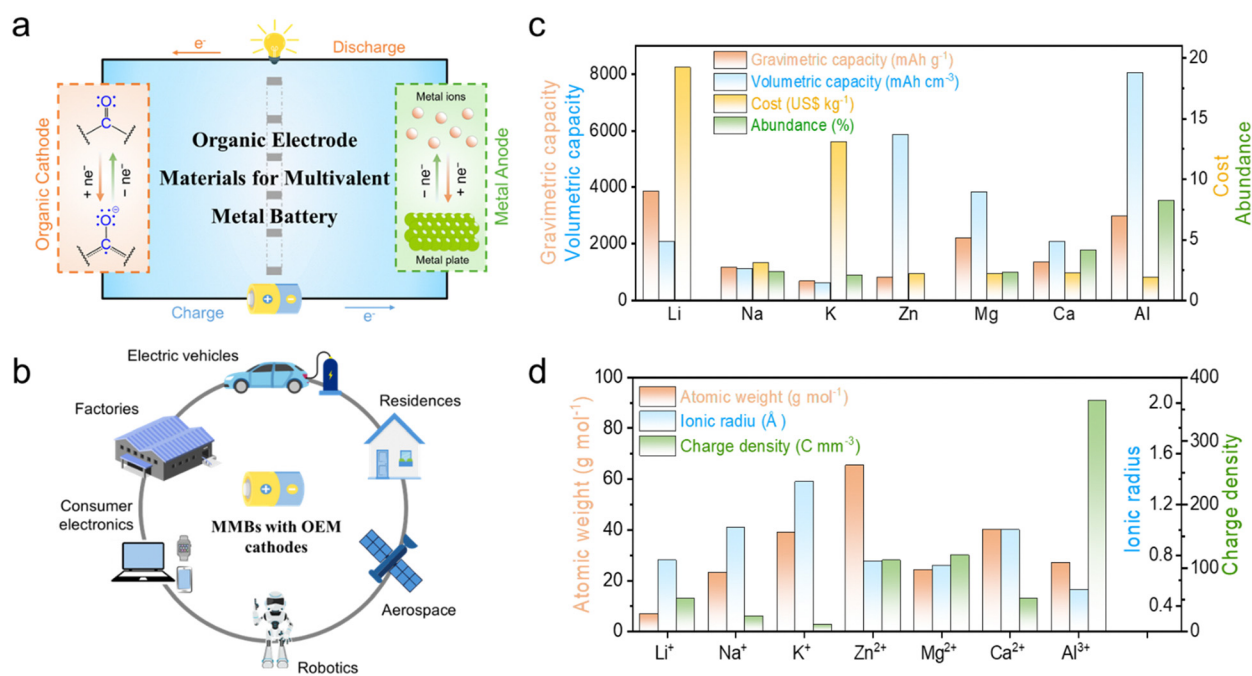 a
e⁻
Discharge
Organic Cathode
:O:
C
+ ne⁻
− ne⁻
:O:⊖
C
Organic Electrode
Materials for Multivalent
Metal Battery
Metal ions
− ne⁻
+ ne⁻
Metal plate
Metal Anode
Charge
+
−
e⁻
b
Electric vehicles
Factories
Residences
Consumer
electronics
+
−
MMBs with OEM
cathodes
Aerospace
Robotics
c
Gravimetric capacity
Volumetric capacity
8000
6000
4000
2000
0
Gravimetric capacity (mAh g⁻¹)
Volumetric capacity (mAh cm⁻³)
Cost (US$ kg⁻¹)
Abundance (%)
20
15
10
5
0
Cost
Abundance
Li Na K Zn Mg Ca Al
d
Atomic weight (g mol⁻¹)
100
80
60
40
20
0
Atomic weight (g mol⁻¹)
Ionic radiu (Å )
Charge density (C mm⁻³)
2.0
1.6
1.2
0.8
0.4
400
300
200
100
0
Ionic radius
Charge density
Li⁺ Na⁺ K⁺ Zn²⁺ Mg²⁺ Ca²⁺ Al³⁺